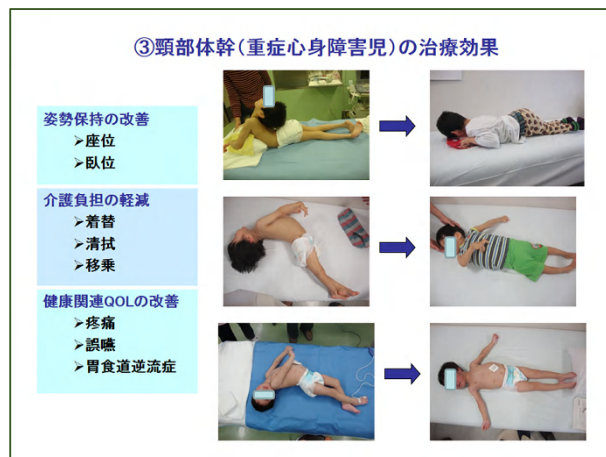 ③頸部体幹(重症心身障害児)の治療効果
姿勢保持の改善
➢座位
➢臥位
介護負担の軽減
➢着替
➢清拭
➢移乗
健康関連QOLの改善
➢疼痛
➢誤嚥
➢胃食道逆流症